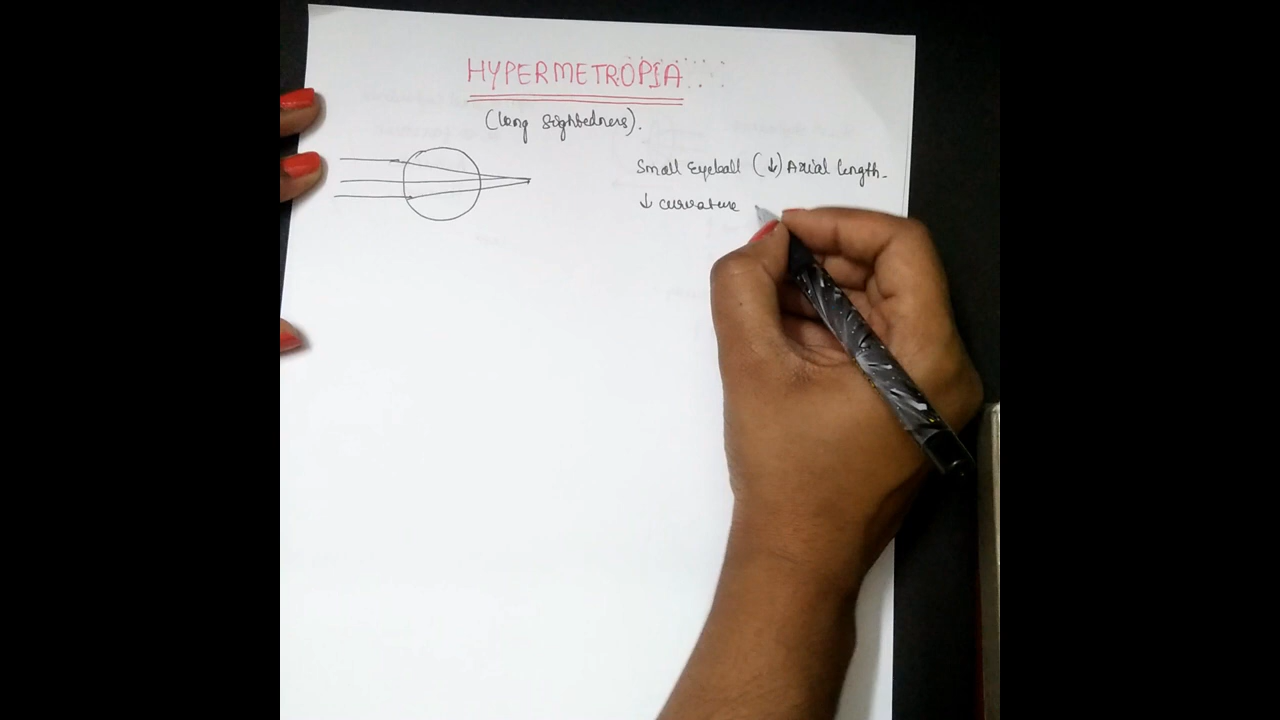 HYPERMETROPIA
(long sightedness).
Small Eyeball (↓) Axial length.
↓ curvature